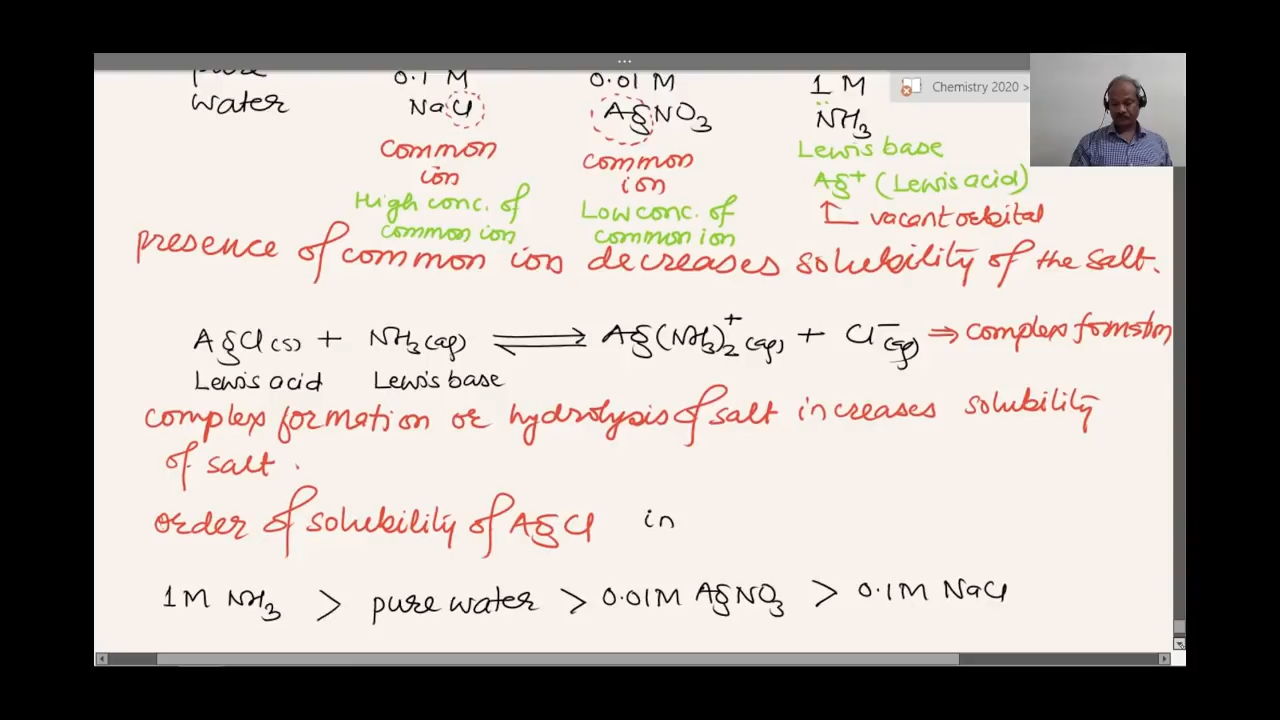 ...
pure 0.1 M 0.01 M 1 M Chemistry 2020 >
water NaCl AgNO3 NH3
common common Lewis base
ion ion Ag+ (Lewis acid)
High conc. of Low conc. of vacant orbital
common ion common ion
presence of common ion decreases solubility of the salt.
AgCl(s) + NH3(aq) ⇌ Ag(NH3)2+(aq) + Cl-(aq) ⇒ complex formation
Lewis acid Lewis base
complex formation or hydrolysis of salt increases solubility
of salt.
order of solubility of AgCl in
1M NH3 > pure water > 0.01M AgNO3 > 0.1M NaCl